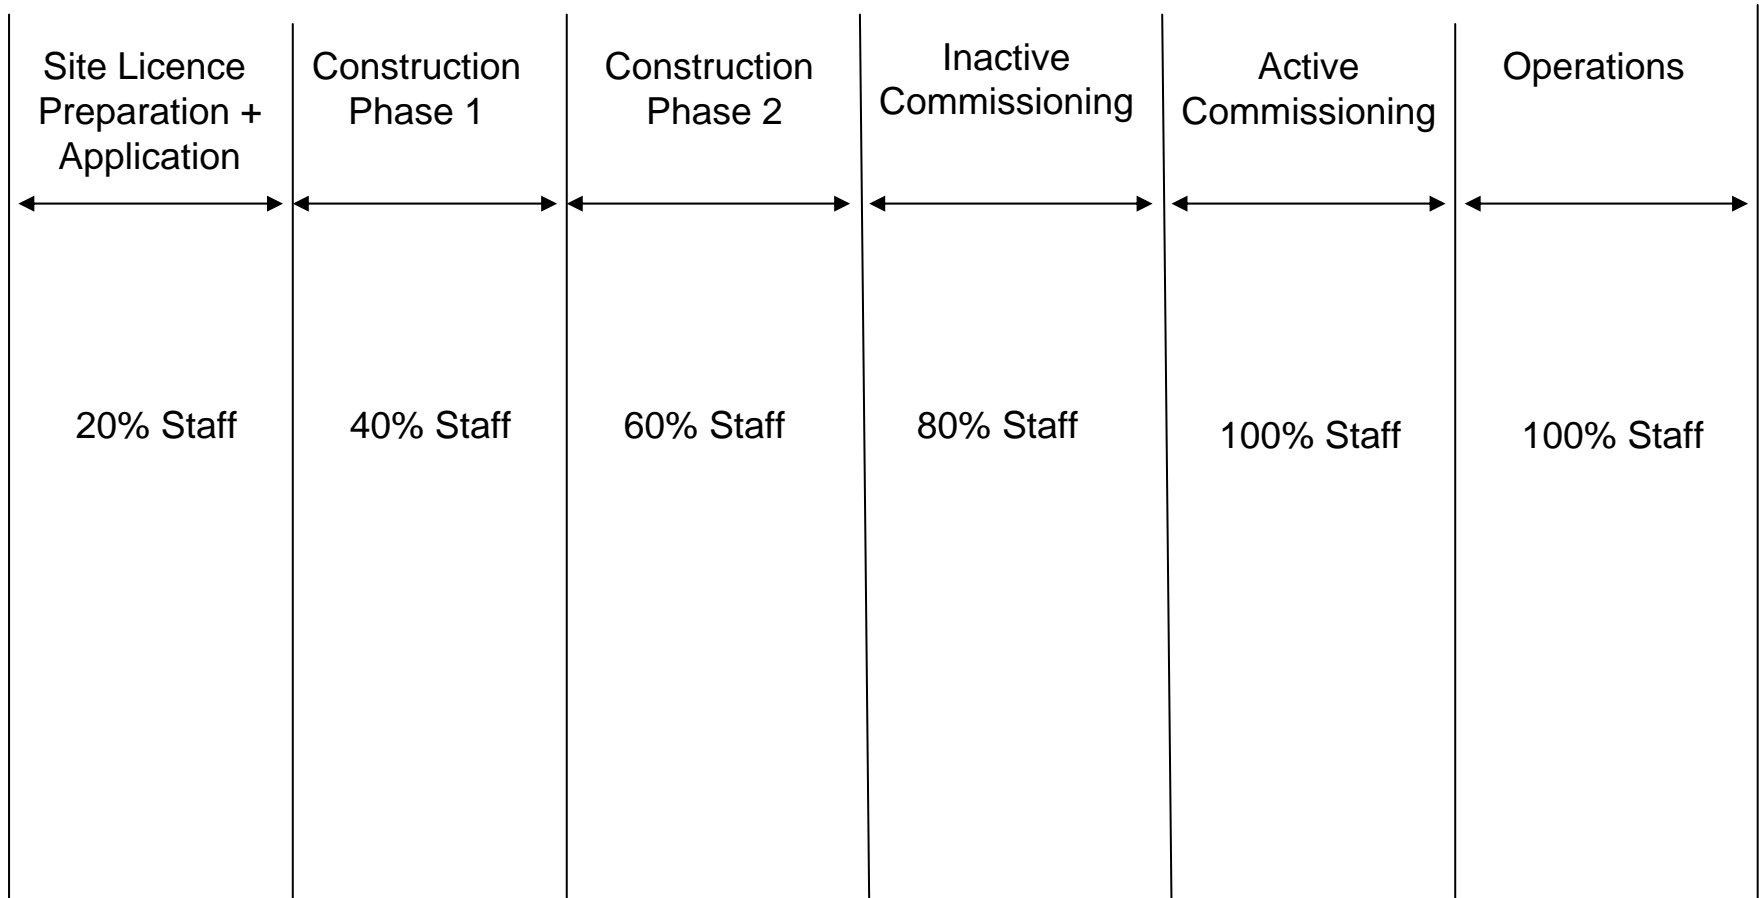 Site Licence
Preparation +
Application
Construction
Phase 1
Construction
Phase 2
Inactive
Commissioning
Active
Commissioning
Operations
20% Staff
40% Staff
60% Staff
80% Staff
100% Staff
100% Staff